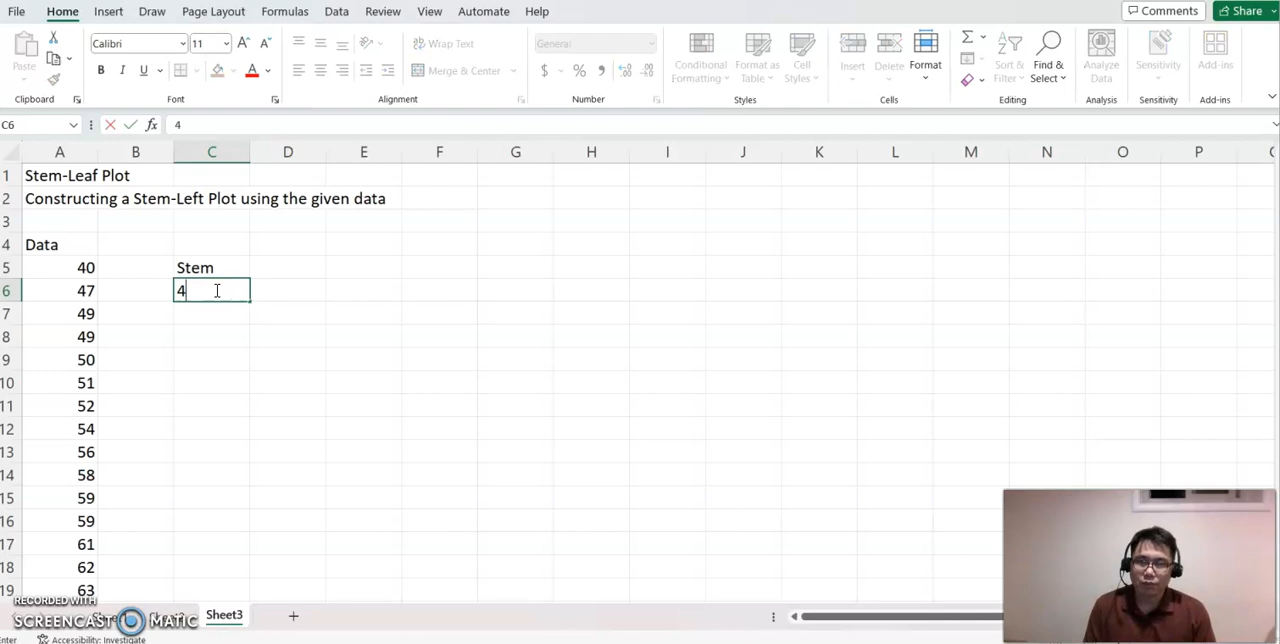 File Home Insert Draw Page Layout Formulas Data Review View Automate Help Comments Share
Calibri 11 A^ Aˇ Wrap Text General
Paste B I U A Merge & Center $ % , Conditional Formatting Format as Table Cell Styles Insert Delete Format Sort & Filter Find & Select Analyze Data Sensitivity Add-ins
Clipboard Font Alignment Number Styles Cells Editing Analysis Sensitivity Add-ins
C6 fx 4
A B C D E F G H I J K L M N O P
1 Stem-Leaf Plot
2 Constructing a Stem-Left Plot using the given data
3
4 Data
5 40 Stem
6 47 4
7 49
8 49
9 50
10 51
11 52
12 54
13 56
14 58
15 59
16 59
17 61
18 62
19 63
RECORDED WITH
SCREENCAST MATIC
Sheet3
Accessibility: Investigate